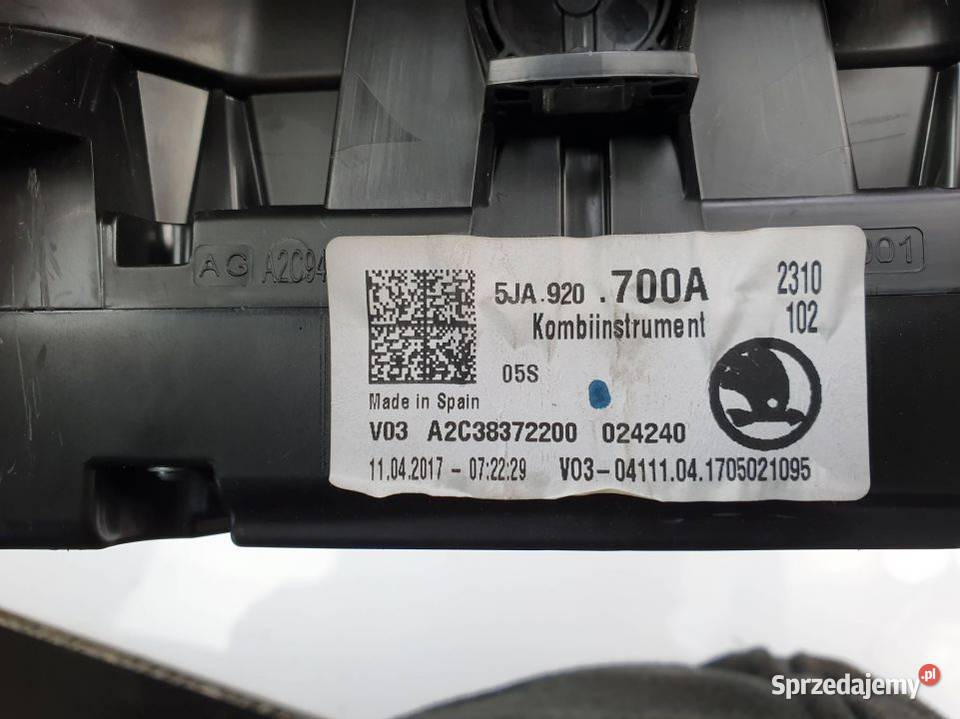 AG A2C94
001
5JA.920 .700A 2310
Kombiinstrument 102
05S
Made in Spain
V03 A2C38372200 024240
11.04.2017 - 07:22:29 V03-04111.04.1705021095
Sprzedajemy.pl